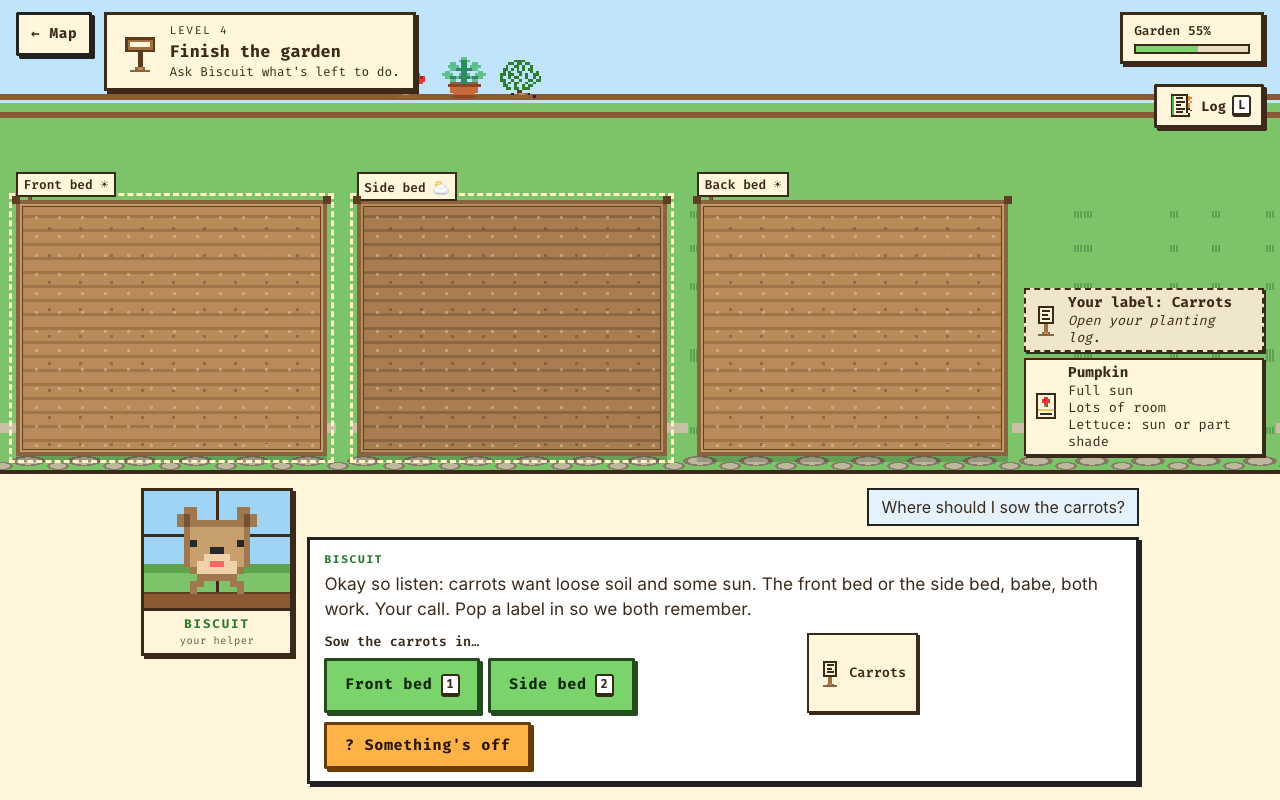 ← Map
LEVEL 4
Finish the garden
Ask Biscuit what's left to do.
Garden 55%
Log L
Front bed ☀
Side bed ⛅
Back bed ☀
Your label: Carrots
Open your planting
log.
Pumpkin
Full sun
Lots of room
Lettuce: sun or part
shade
Where should I sow the carrots?
BISCUIT
your helper
BISCUIT
Okay so listen: carrots want loose soil and some sun. The front bed or the side bed, babe, both
work. Your call. Pop a label in so we both remember.
Sow the carrots in…
Front bed 1
Side bed 2
Carrots
? Something's off